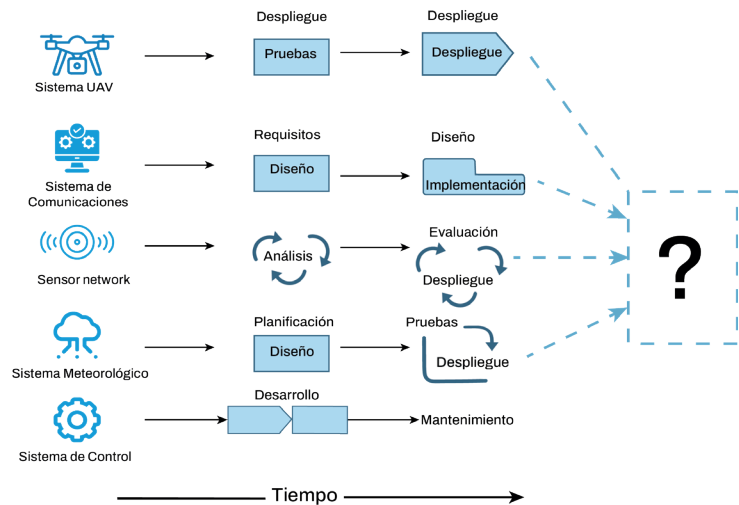 Despliegue
Despliegue
Pruebas
Despliegue
Sistema UAV
Requisitos
Diseño
Diseño
Implementación
Sistema de
Comunicaciones
Evaluación
Análisis
Despliegue
Sensor network
Planificación
Pruebas
Diseño
Despliegue
Sistema Meteorológico
Desarrollo
Mantenimiento
Sistema de Control
Tiempo
?